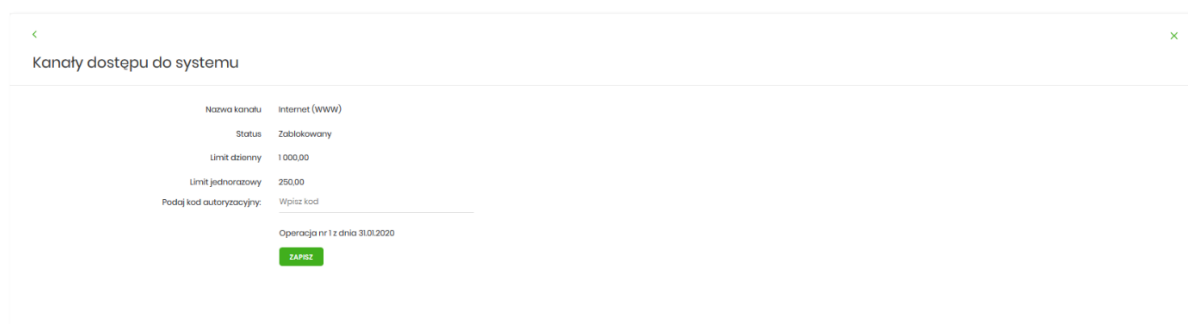 Kanały dostępu do systemu
Nazwa kanału Internet (WWW)
Status Zablokowany
Limit dzienny 1 000,00
Limit jednorazowy 250,00
Podaj kod autoryzacyjny: Wpisz kod
Operacja nr 1 z dnia 31.01.2020
ZAPISZ